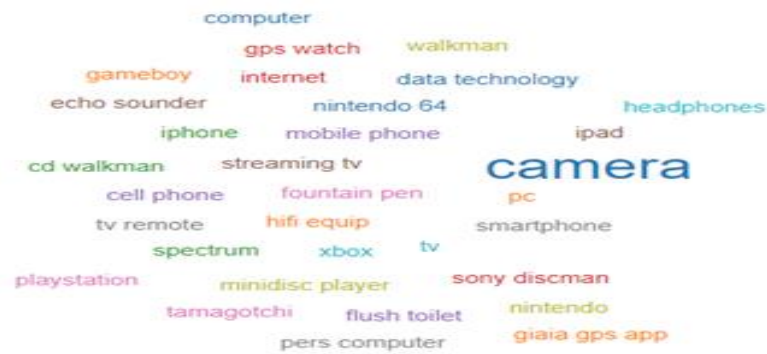 computer
gps watch walkman
gameboy internet data technology
echo sounder nintendo 64 headphones
iphone mobile phone ipad
cd walkman streaming tv camera
cell phone fountain pen pc
tv remote hifi equip smartphone
spectrum xbox tv
playstation minidisc player sony discman
tamagotchi flush toilet nintendo
pers computer giaia gps app